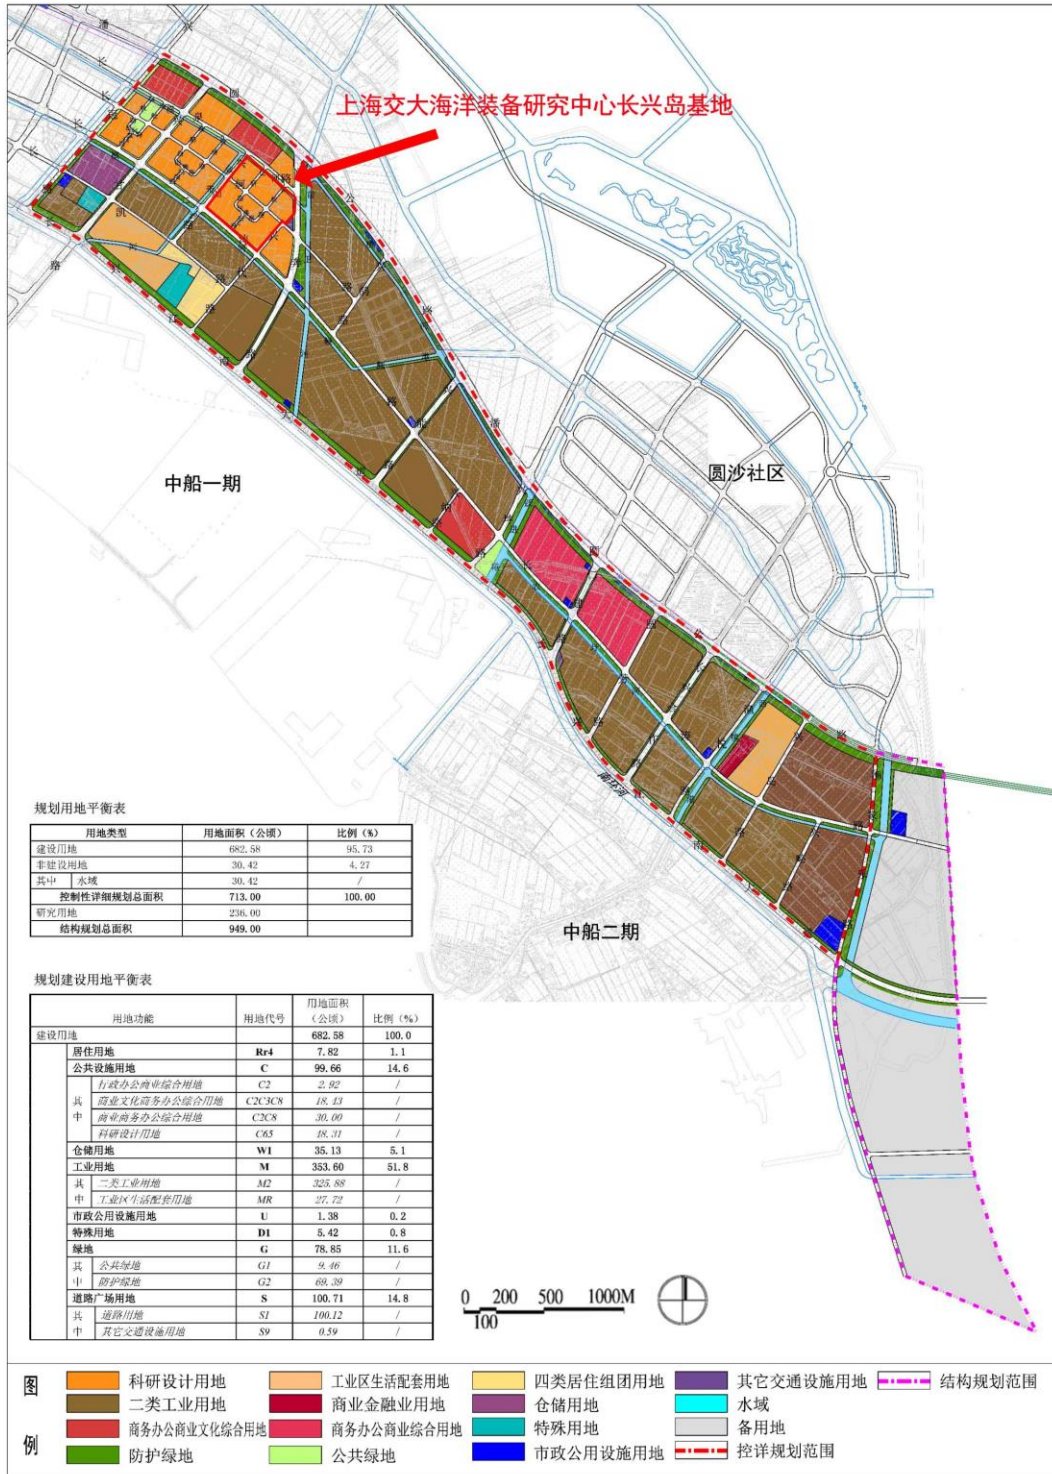 上海交大海洋装备研究中心长兴岛基地
中船一期
圆沙社区
南环河
中船二期
规划用地平衡表
用地类型 用地面积（公顷） 比例（%）
建设用地 682.58 95.73
非建设用地 30.42 4.27
其中 水域 30.42 /
控制性详细规划总面积 713.00 100.00
研究用地 236.00
结构规划总面积 949.00
规划建设用地平衡表
用地功能 用地代号 用地面积（公顷） 比例（%）
建设用地 682.58 100.0
居住用地 Rr4 7.82 1.1
公共设施用地 C 99.66 14.6
其中 行政办公商业综合用地 C2 2.92 /
商业文化商务办公综合用地 C2C3C8 18.43 /
商业商务办公综合用地 C2C8 30.00 /
科研设计用地 C65 48.31 /
仓储用地 W1 35.13 5.1
工业用地 M 353.60 51.8
其中 二类工业用地 M2 325.88 /
工业区生活配套用地 MR 27.72 /
市政公用设施用地 U 1.38 0.2
特殊用地 D1 5.42 0.8
绿地 G 78.85 11.6
其中 公共绿地 G1 9.46 /
防护绿地 G2 69.39 /
道路广场用地 S 100.71 14.8
其中 道路用地 S1 100.12 /
其它交通设施用地 S9 0.59 /
0 200 500 1000M
100
图例
科研设计用地 工业区生活配套用地 四类居住组团用地 其它交通设施用地 结构规划范围
二类工业用地 商业金融业用地 仓储用地 水域
商务办公商业文化综合用地 商务办公商业综合用地 特殊用地 备用地
防护绿地 公共绿地 市政公用设施用地 控详规划范围